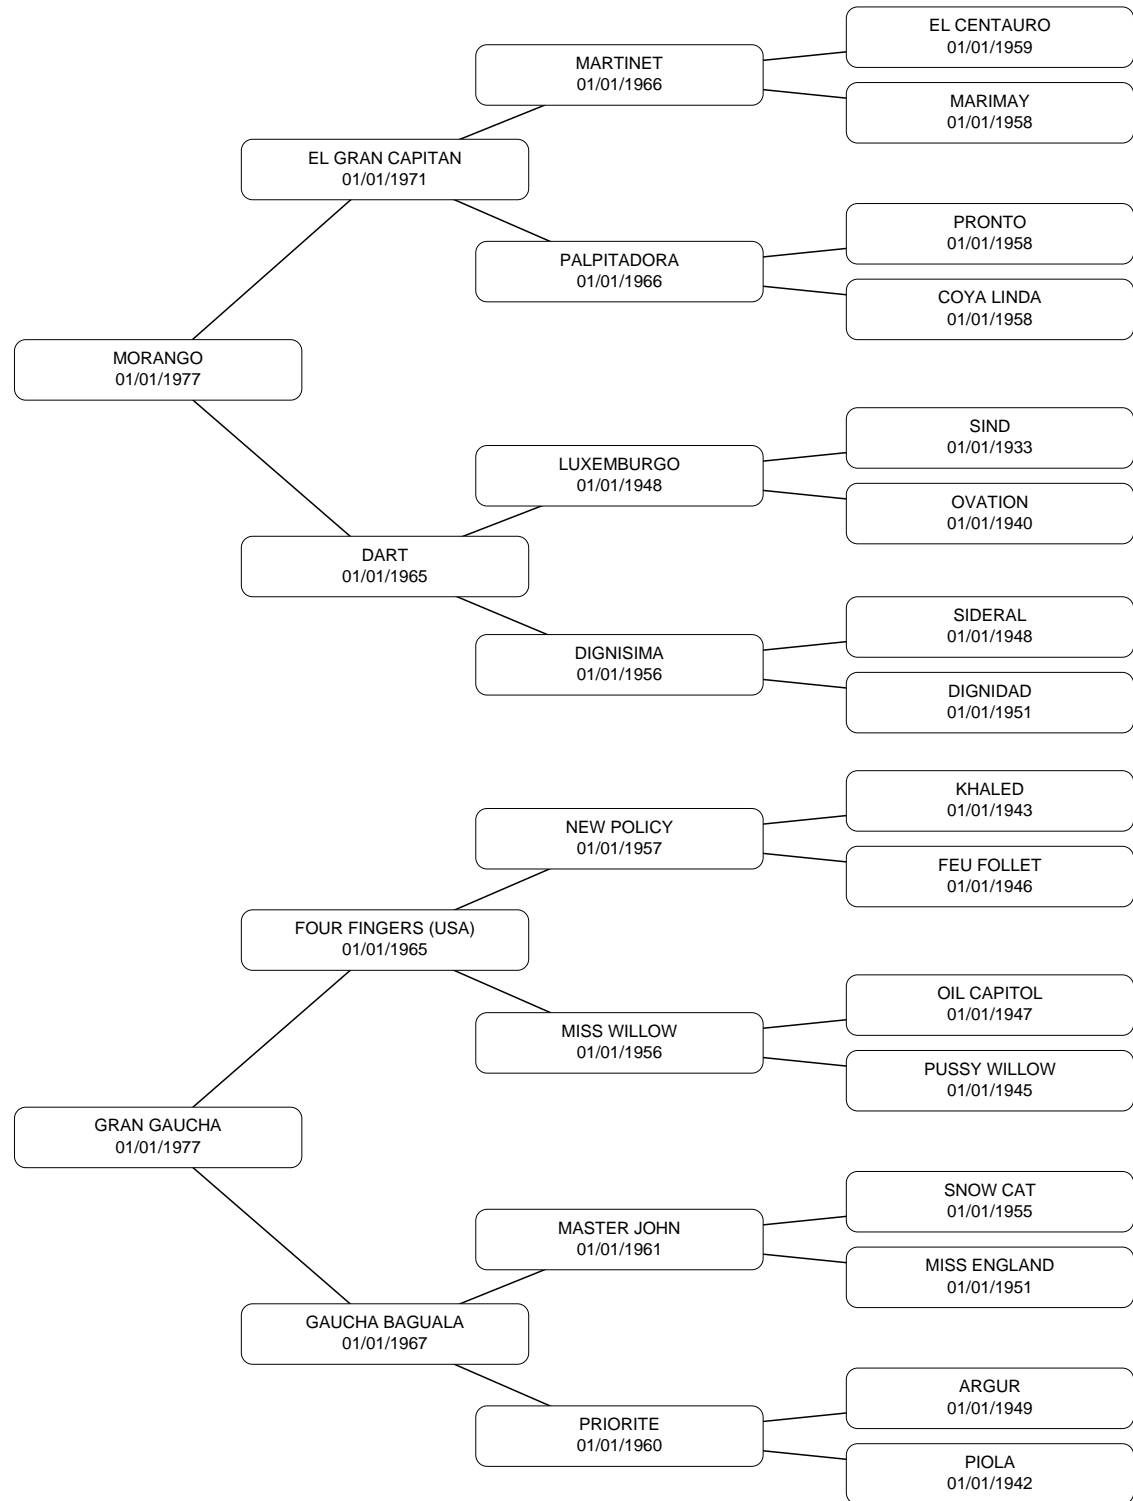 EL CENTAURO
01/01/1959
MARTINET
01/01/1966
MARIMAY
01/01/1958
EL GRAN CAPITAN
01/01/1971
PRONTO
01/01/1958
PALPITADORA
01/01/1966
COYA LINDA
01/01/1958
MORANGO
01/01/1977
SIND
01/01/1933
LUXEMBURGO
01/01/1948
OVATION
01/01/1940
DART
01/01/1965
SIDERAL
01/01/1948
DIGNISIMA
01/01/1956
DIGNIDAD
01/01/1951
KHALED
01/01/1943
NEW POLICY
01/01/1957
FEU FOLLET
01/01/1946
FOUR FINGERS (USA)
01/01/1965
OIL CAPITOL
01/01/1947
MISS WILLOW
01/01/1956
PUSSY WILLOW
01/01/1945
GRAN GAUCHA
01/01/1977
SNOW CAT
01/01/1955
MASTER JOHN
01/01/1961
MISS ENGLAND
01/01/1951
GAUCHA BAGUALA
01/01/1967
ARGUR
01/01/1949
PRIORITE
01/01/1960
PIOLA
01/01/1942